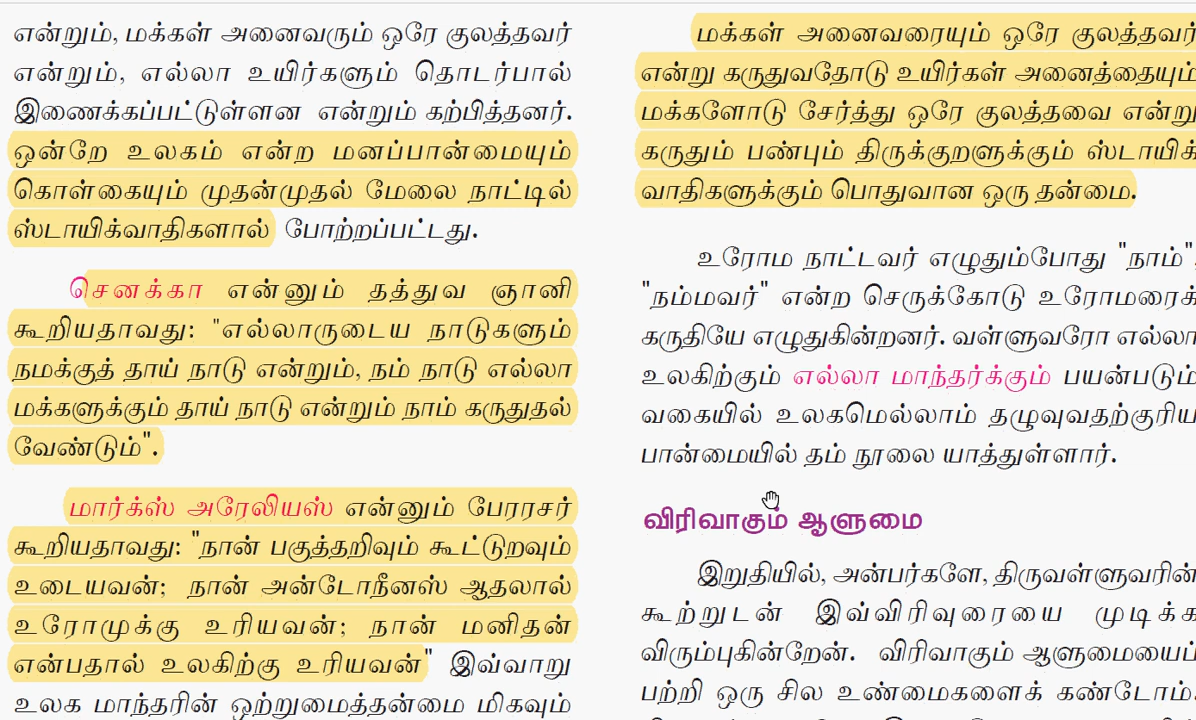 என்றும், மக்கள் அனைவரும் ஒரே குலத்தவர்
என்றும், எல்லா உயிர்களும் தொடர்பால்
இணைக்கப்பட்டுள்ளன என்றும் கற்பித்தனர்.
ஒன்றே உலகம் என்ற மனப்பான்மையும்
கொள்கையும் முதன்முதல் மேலை நாட்டில்
ஸ்டாயிக்வாதிகளால் போற்றப்பட்டது.
செனக்கா என்னும் தத்துவ ஞானி
கூறியதாவது: "எல்லாருடைய நாடுகளும்
நமக்குத் தாய் நாடு என்றும், நம் நாடு எல்லா
மக்களுக்கும் தாய் நாடு என்றும் நாம் கருதுதல்
வேண்டும்".
மார்க்ஸ் அரேலியஸ் என்னும் பேரரசர்
கூறியதாவது: "நான் பகுத்தறிவும் கூட்டுறவும்
உடையவன்; நான் அன்டோநீனஸ் ஆதலால்
உரோமுக்கு உரியவன்; நான் மனிதன்
என்பதால் உலகிற்கு உரியவன்" இவ்வாறு
உலக மாந்தரின் ஒற்றுமைத்தன்மை மிகவும்
மக்கள் அனைவரையும் ஒரே குலத்தவர்
என்று கருதுவதோடு உயிர்கள் அனைத்தையும்
மக்களோடு சேர்த்து ஒரே குலத்தவை என்று
கருதும் பண்பும் திருக்குறளுக்கும் ஸ்டாயிக்
வாதிகளுக்கும் பொதுவான ஒரு தன்மை.
உரோம நாட்டவர் எழுதும்போது "நாம்",
"நம்மவர்" என்ற செருக்கோடு உரோமரைக்
கருதியே எழுதுகின்றனர். வள்ளுவரோ எல்லா
உலகிற்கும் எல்லா மாந்தர்க்கும் பயன்படும்
வகையில் உலகமெல்லாம் தழுவுவதற்குரிய
பான்மையில் தம் நூலை யாத்துள்ளார்.
விரிவாகும் ஆளுமை
இறுதியில், அன்பர்களே, திருவள்ளுவரின்
கூற்றுடன் இவ்விரிவுரையை முடிக்க
விரும்புகின்றேன். விரிவாகும் ஆளுமையைப்
பற்றி ஒரு சில உண்மைகளைக் கண்டோம்.